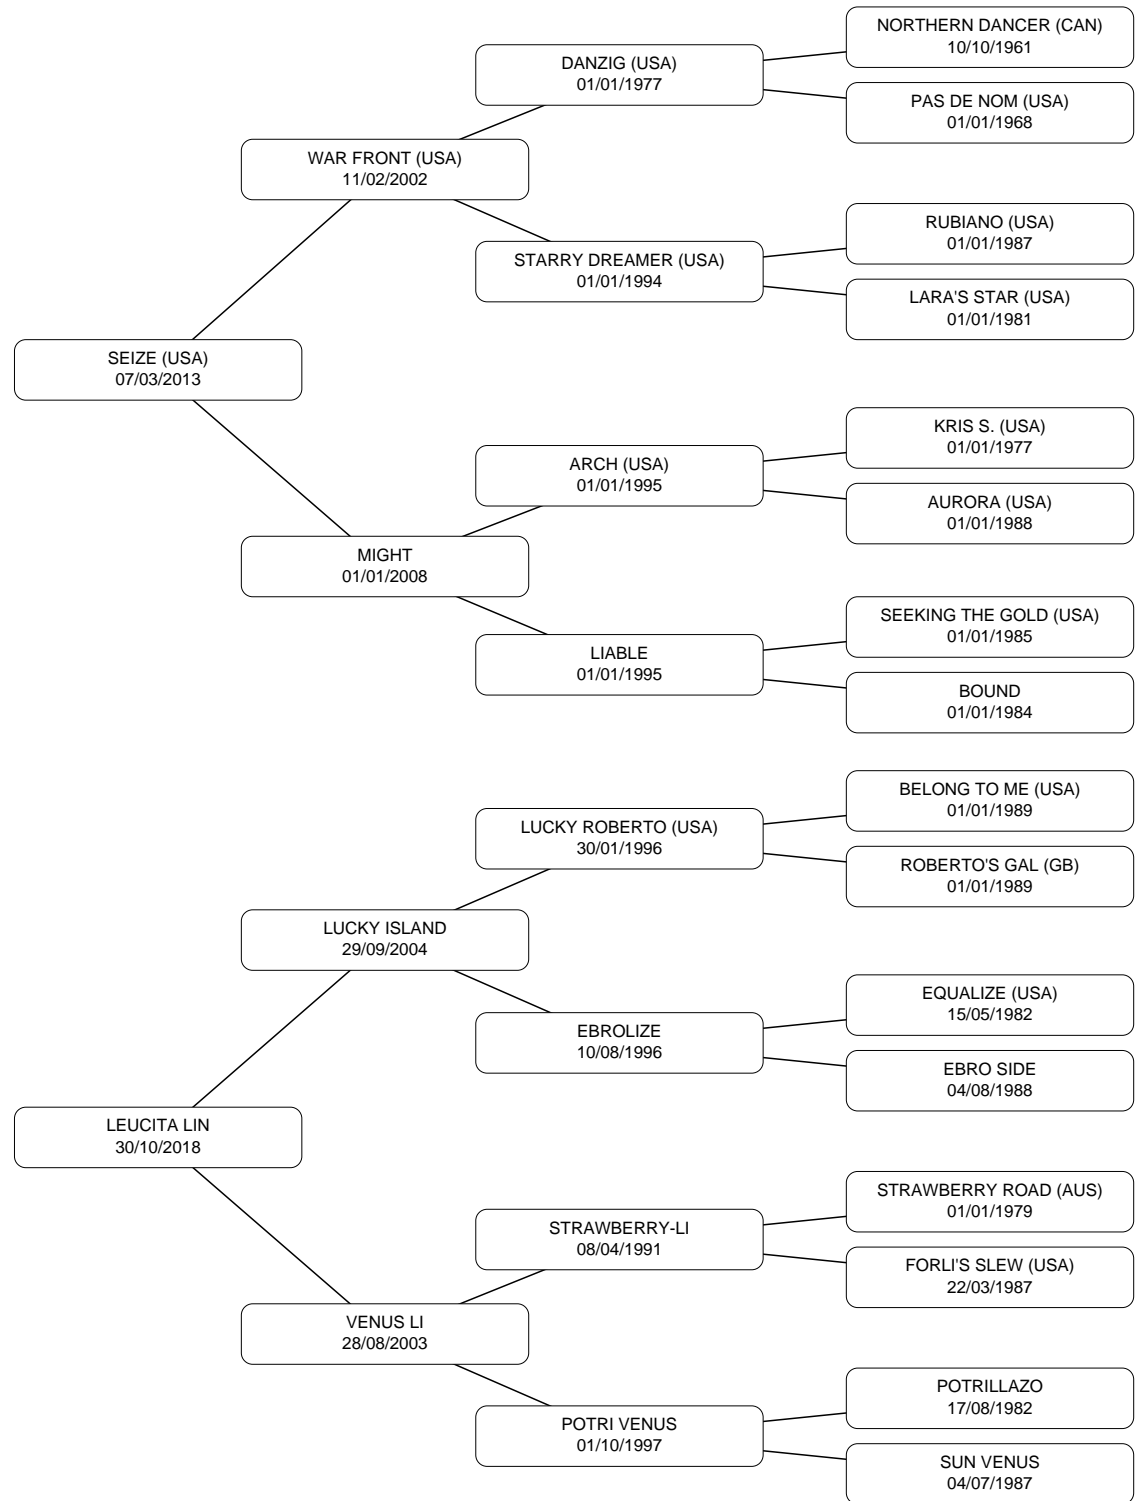 NORTHERN DANCER (CAN)
10/10/1961
DANZIG (USA)
01/01/1977
PAS DE NOM (USA)
01/01/1968
WAR FRONT (USA)
11/02/2002
RUBIANO (USA)
01/01/1987
STARRY DREAMER (USA)
01/01/1994
LARA'S STAR (USA)
01/01/1981
SEIZE (USA)
07/03/2013
KRIS S. (USA)
01/01/1977
ARCH (USA)
01/01/1995
AURORA (USA)
01/01/1988
MIGHT
01/01/2008
SEEKING THE GOLD (USA)
01/01/1985
LIABLE
01/01/1995
BOUND
01/01/1984
BELONG TO ME (USA)
01/01/1989
LUCKY ROBERTO (USA)
30/01/1996
ROBERTO'S GAL (GB)
01/01/1989
LUCKY ISLAND
29/09/2004
EQUALIZE (USA)
15/05/1982
EBROLIZE
10/08/1996
EBRO SIDE
04/08/1988
LEUCITA LIN
30/10/2018
STRAWBERRY ROAD (AUS)
01/01/1979
STRAWBERRY-LI
08/04/1991
FORLI'S SLEW (USA)
22/03/1987
VENUS LI
28/08/2003
POTRILLAZO
17/08/1982
POTRI VENUS
01/10/1997
SUN VENUS
04/07/1987